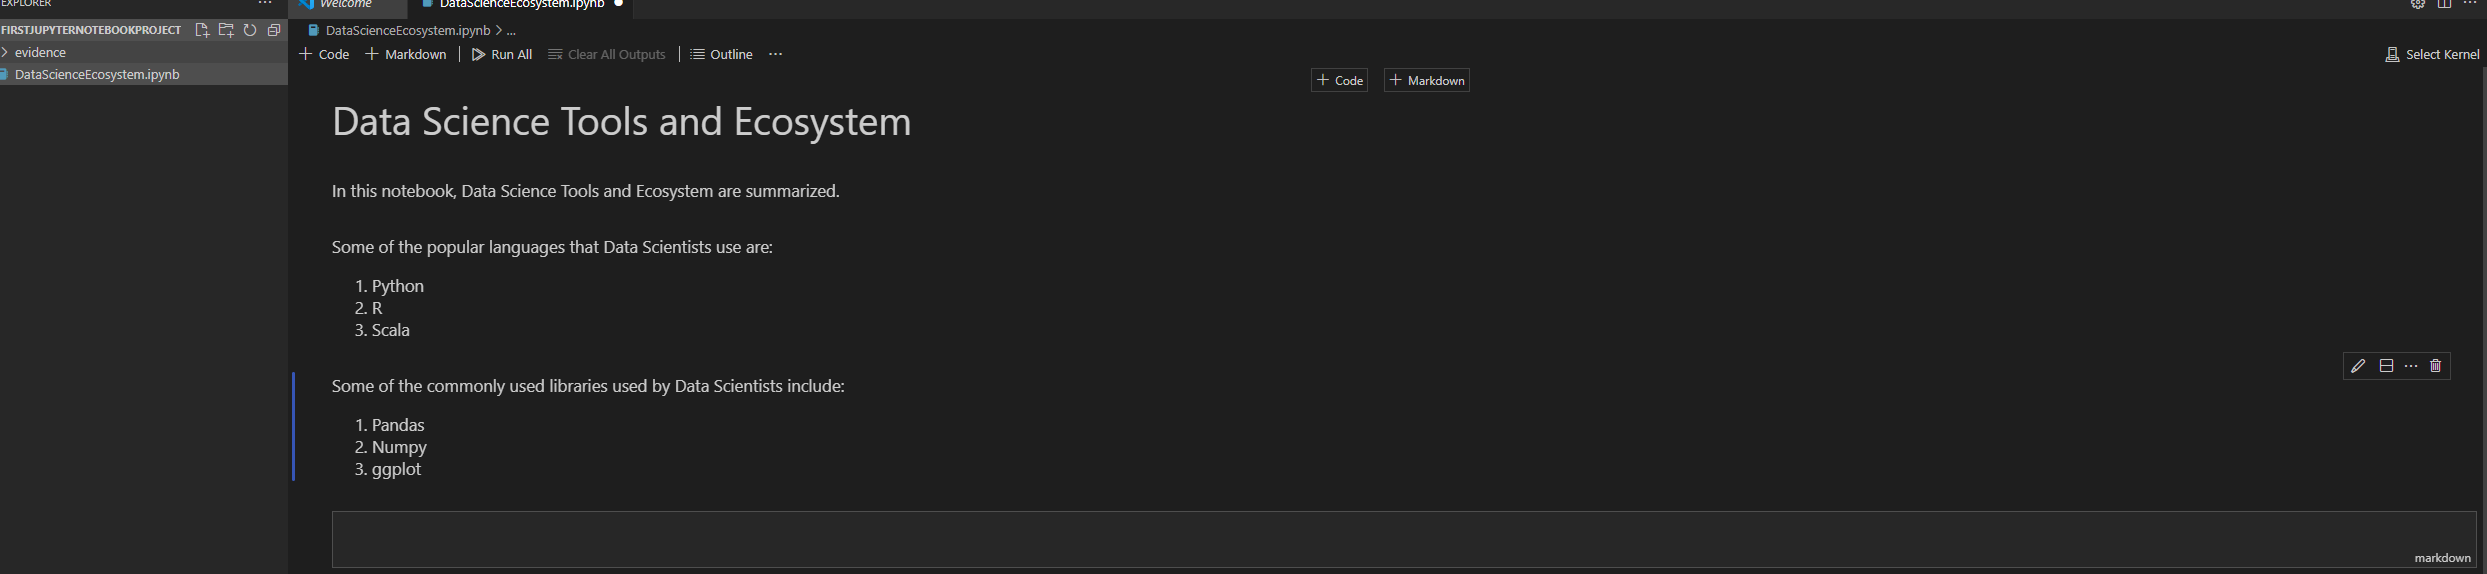 EXPLORER ...
Welcome
DataScienceEcosystem.ipynb
FIRSTJUPYTERNOTEBOOKPROJECT
evidence
DataScienceEcosystem.ipynb
DataScienceEcosystem.ipynb > ...
+ Code + Markdown | Run All Clear All Outputs | Outline ...
Select Kernel
+ Code + Markdown
Data Science Tools and Ecosystem
In this notebook, Data Science Tools and Ecosystem are summarized.
Some of the popular languages that Data Scientists use are:
1. Python
2. R
3. Scala
Some of the commonly used libraries used by Data Scientists include:
1. Pandas
2. Numpy
3. ggplot
markdown